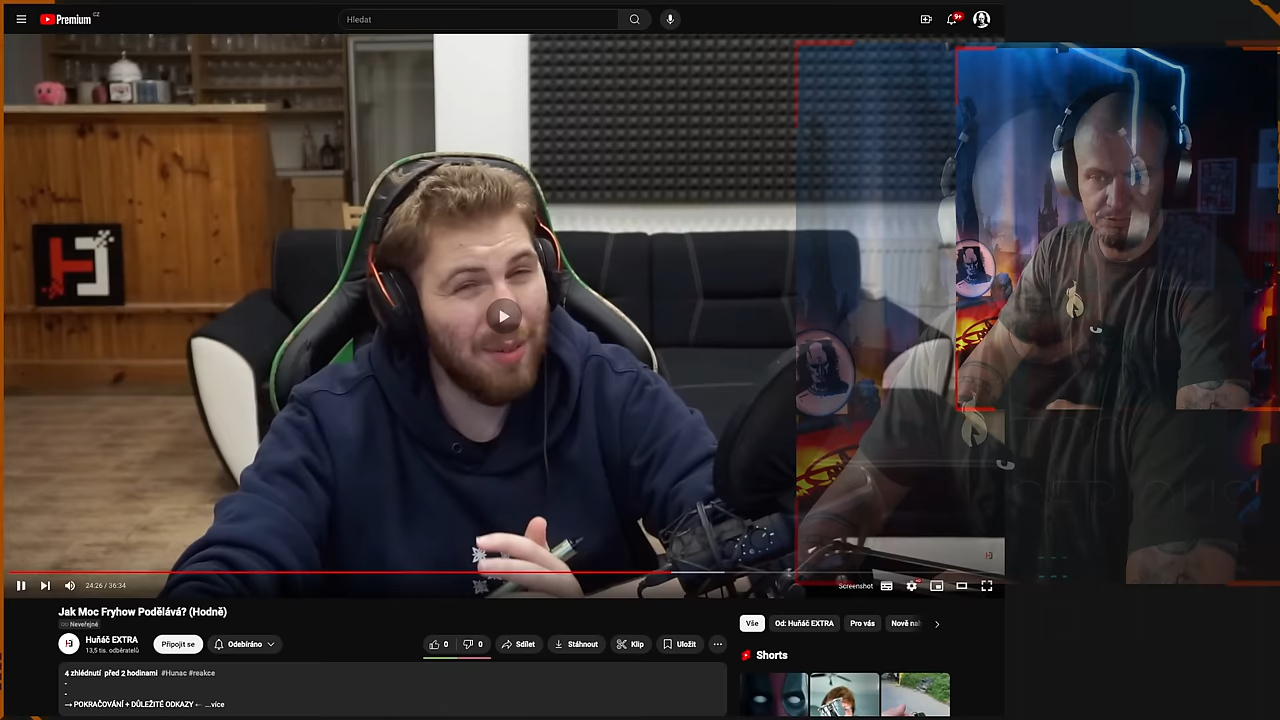 Premium CZ
Hledat
9+
24:26 / 36:34
Screenshot
Jak Moc Fryhow Podělává? (Hodně)
Neveřejné
Huňáč EXTRA
13,5 tis. odběratelů
Připojit se
Odebíráno
0
0
Sdílet
Stáhnout
Klip
Uložit
4 zhlédnutí před 2 hodinami #Hunac #reakce
-
-
→ POKRAČOVÁNÍ + DŮLEŽITÉ ODKAZY ← ...více
Vše
Od: Huňáč EXTRA
Pro vás
Nově
Shorts